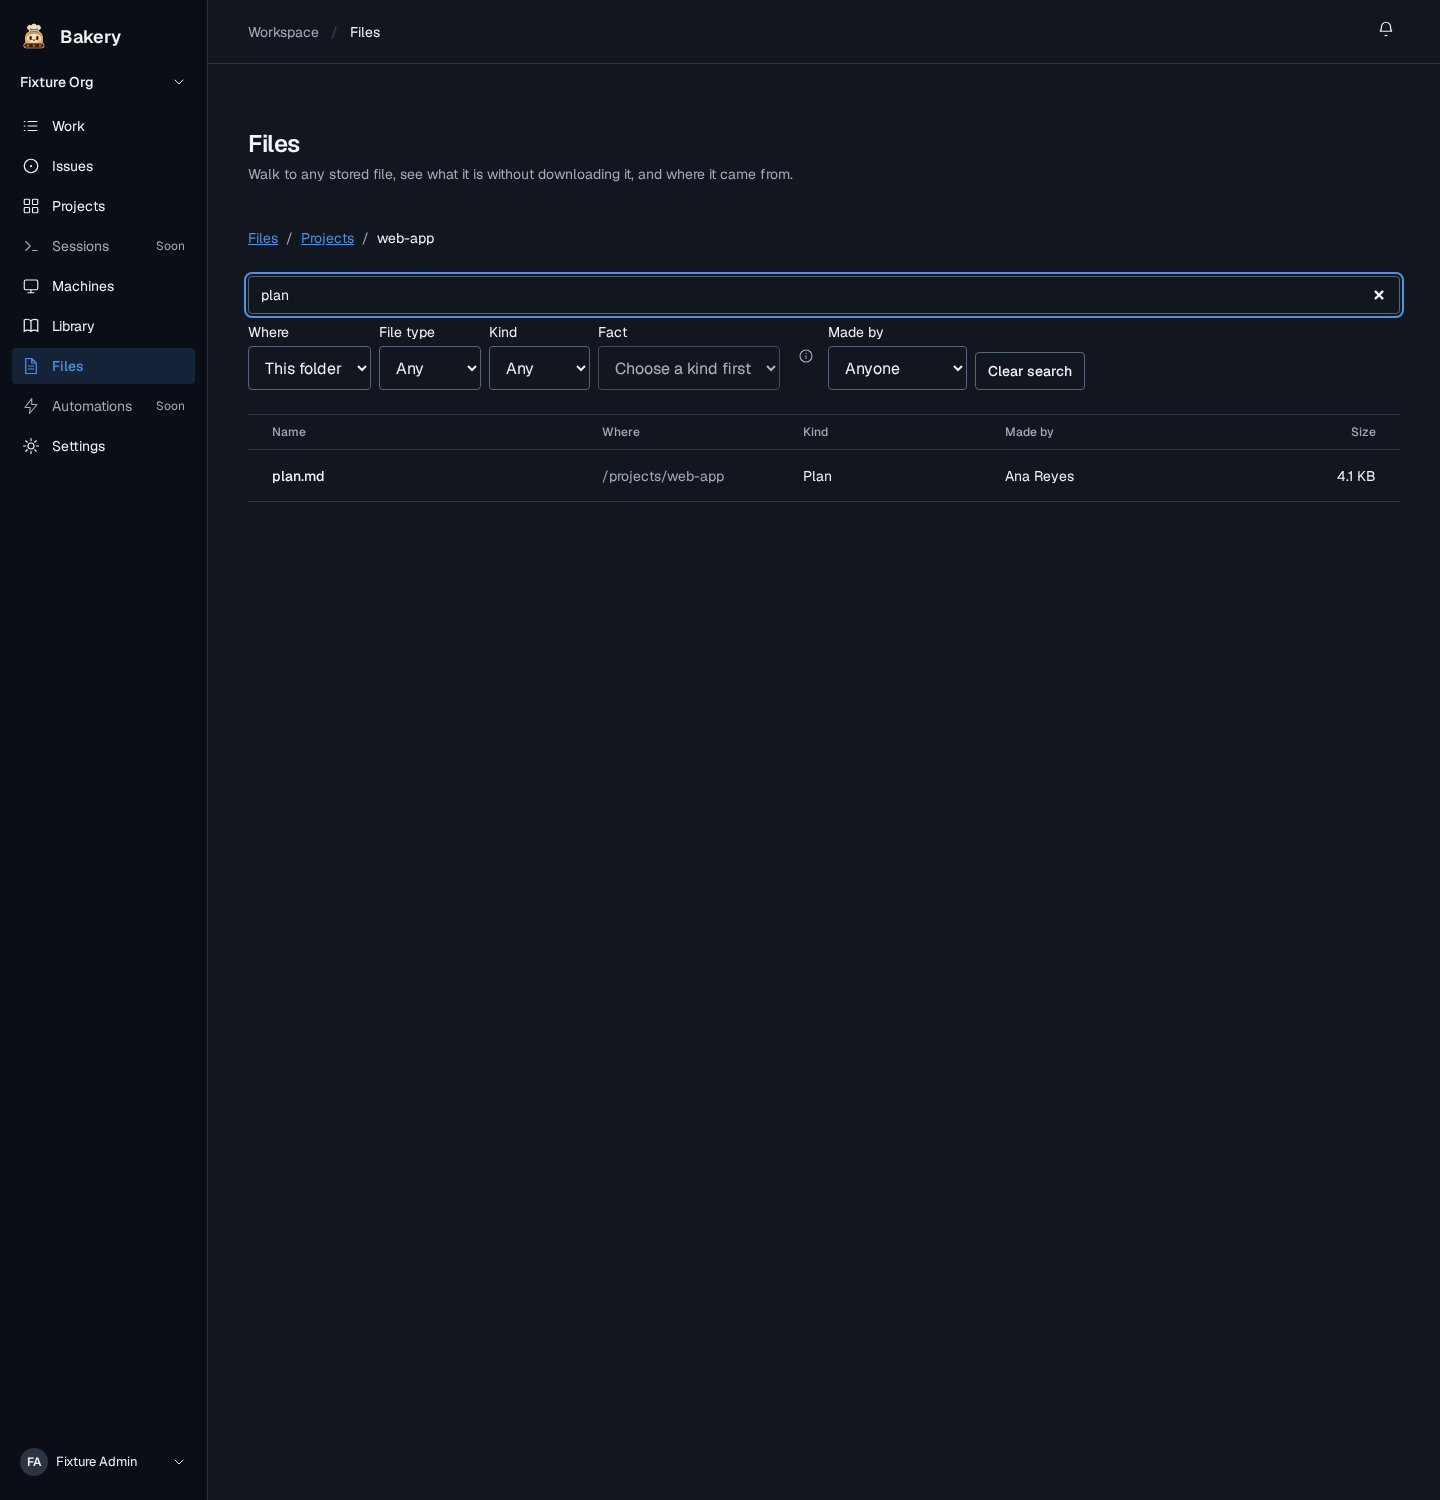 Bakery
Fixture Org
Work
Issues
Projects
Sessions Soon
Machines
Library
Files
Automations Soon
Settings
FA Fixture Admin
Workspace / Files
Files
Walk to any stored file, see what it is without downloading it, and where it came from.
Files / Projects / web-app
plan
Where File type Kind Fact Made by
This folder Any Any Choose a kind first Anyone Clear search
Name Where Kind Made by Size
plan.md /projects/web-app Plan Ana Reyes 4.1 KB